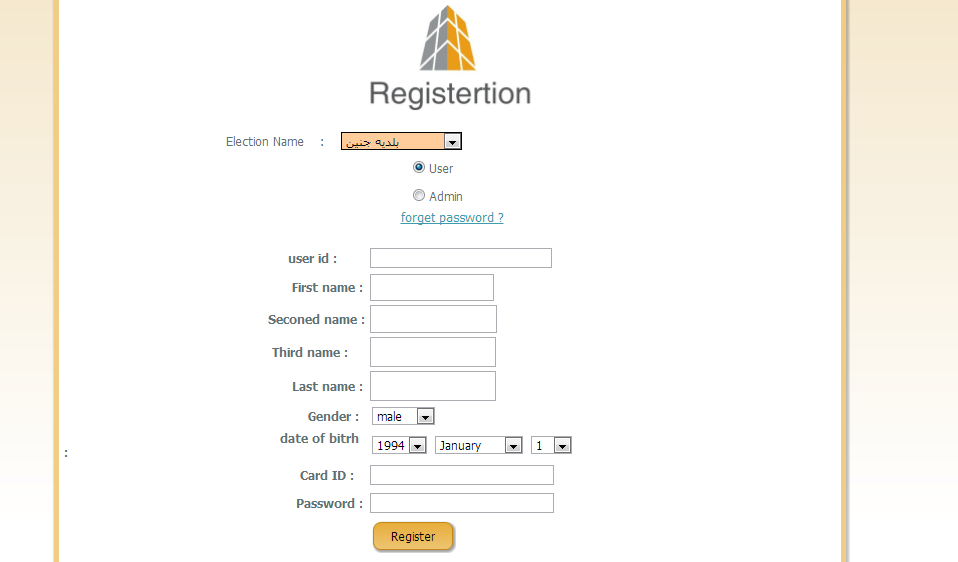 Registertion
Election Name : بلديه جنين
User
Admin
forget password ?
user id :
First name :
Seconed name :
Third name :
Last name :
Gender : male
date of bitrh 1994 January 1
:
Card ID :
Password :
Register